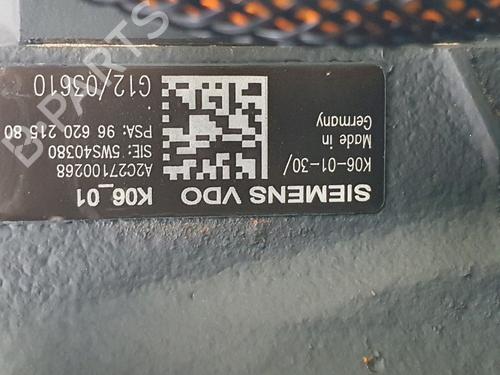 SIEMENS VDO
K06_01
K06-01-30/
A2C27100268
SIE: 5WS40380
PSA: 96 620 215 80
Made in
Germany
G12/03610
B-PARTS